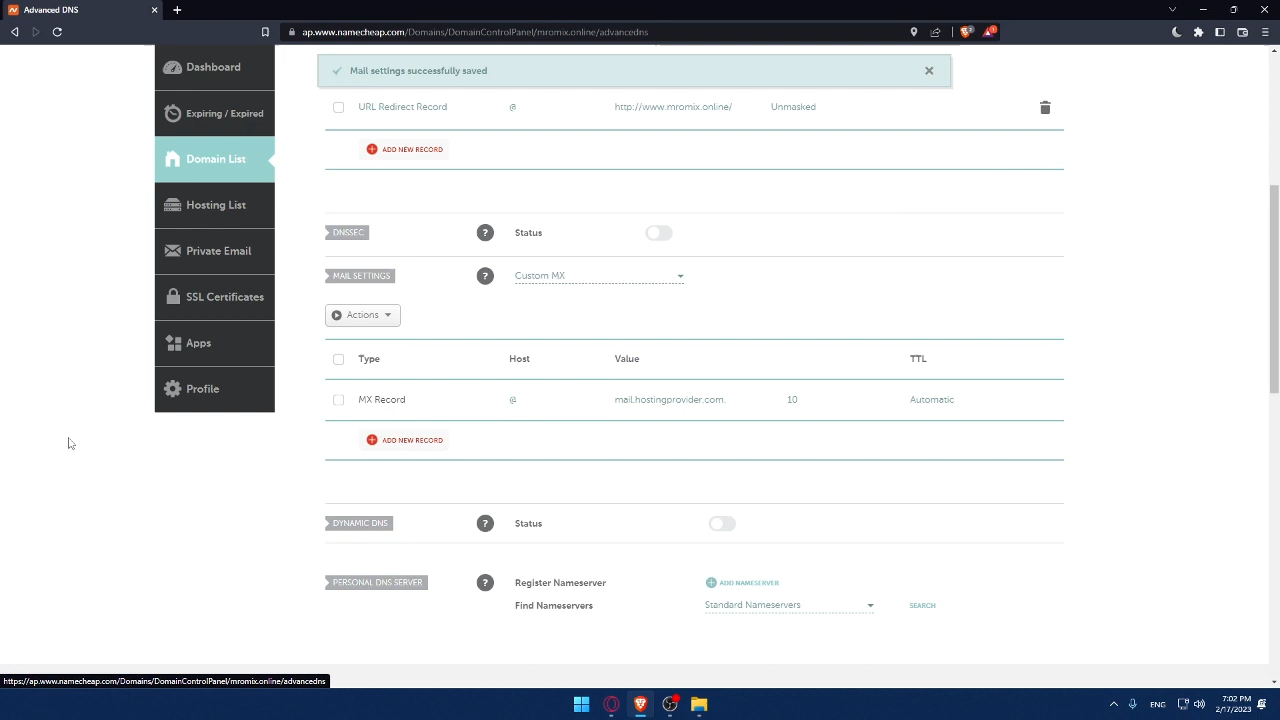 Advanced DNS
ap.www.namecheap.com/Domains/DomainControlPanel/mromix.online/advancedns
Dashboard
Expiring / Expired
Domain List
Hosting List
Private Email
SSL Certificates
Apps
Profile
Mail settings successfully saved
URL Redirect Record @ http://www.mromix.online/ Unmasked
ADD NEW RECORD
DNSSEC ? Status
MAIL SETTINGS ? Custom MX
Actions
Type Host Value TTL
MX Record @ mail.hostingprovider.com. 10 Automatic
ADD NEW RECORD
DYNAMIC DNS ? Status
PERSONAL DNS SERVER ? Register Nameserver ADD NAMESERVER
Find Nameservers Standard Nameservers SEARCH
https://ap.www.namecheap.com/Domains/DomainControlPanel/mromix.online/advancedns
ENG 7:02 PM
2/17/2023